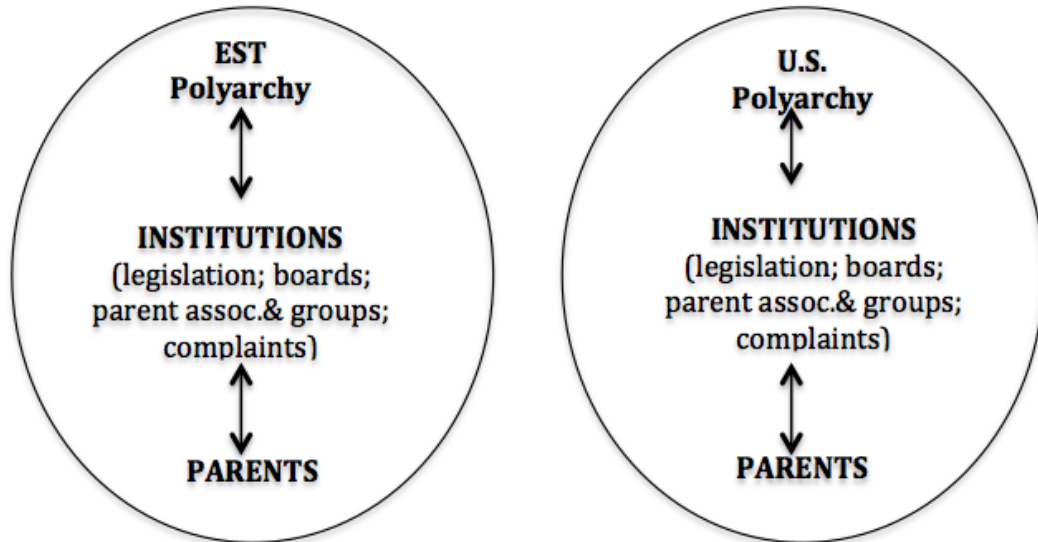 EST
Polyarchy
INSTITUTIONS
(legislation; boards;
parent assoc.& groups;
complaints)
PARENTS
U.S.
Polyarchy
INSTITUTIONS
(legislation; boards;
parent assoc.& groups;
complaints)
PARENTS